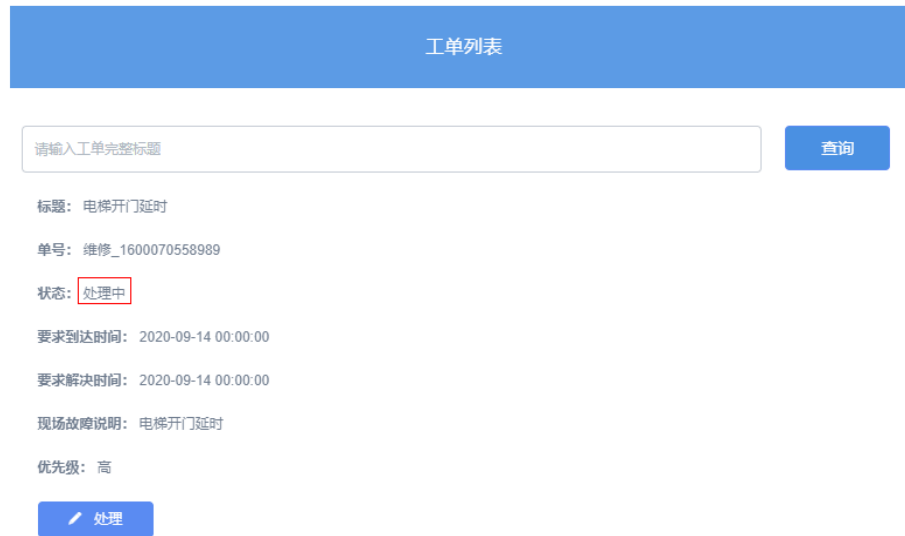 工单列表
请输入工单完整标题
查询
标题： 电梯开门延时
单号： 维修_1600070558989
状态： 处理中
要求到达时间： 2020-09-14 00:00:00
要求解决时间： 2020-09-14 00:00:00
现场故障说明： 电梯开门延时
优先级： 高
处理